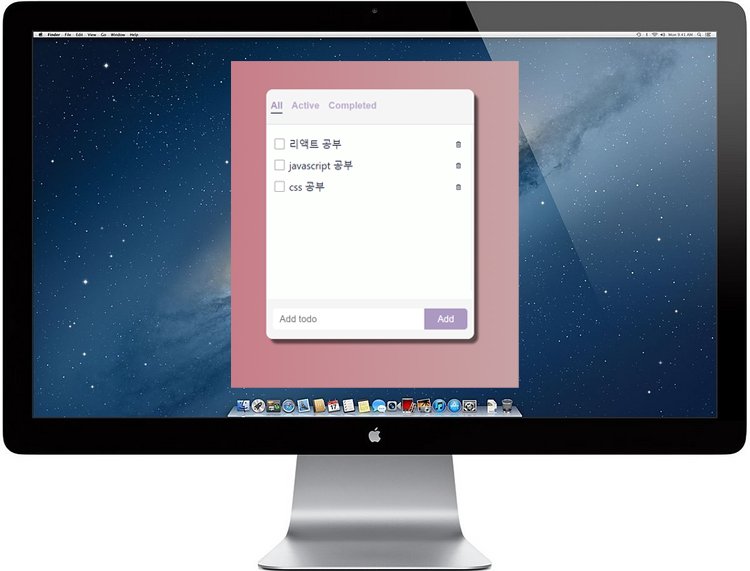 Finder File Edit View Go Window Help
Mon 9:41 AM
All Active Completed
리액트 공부
javascript 공부
css 공부
17
Add todo Add